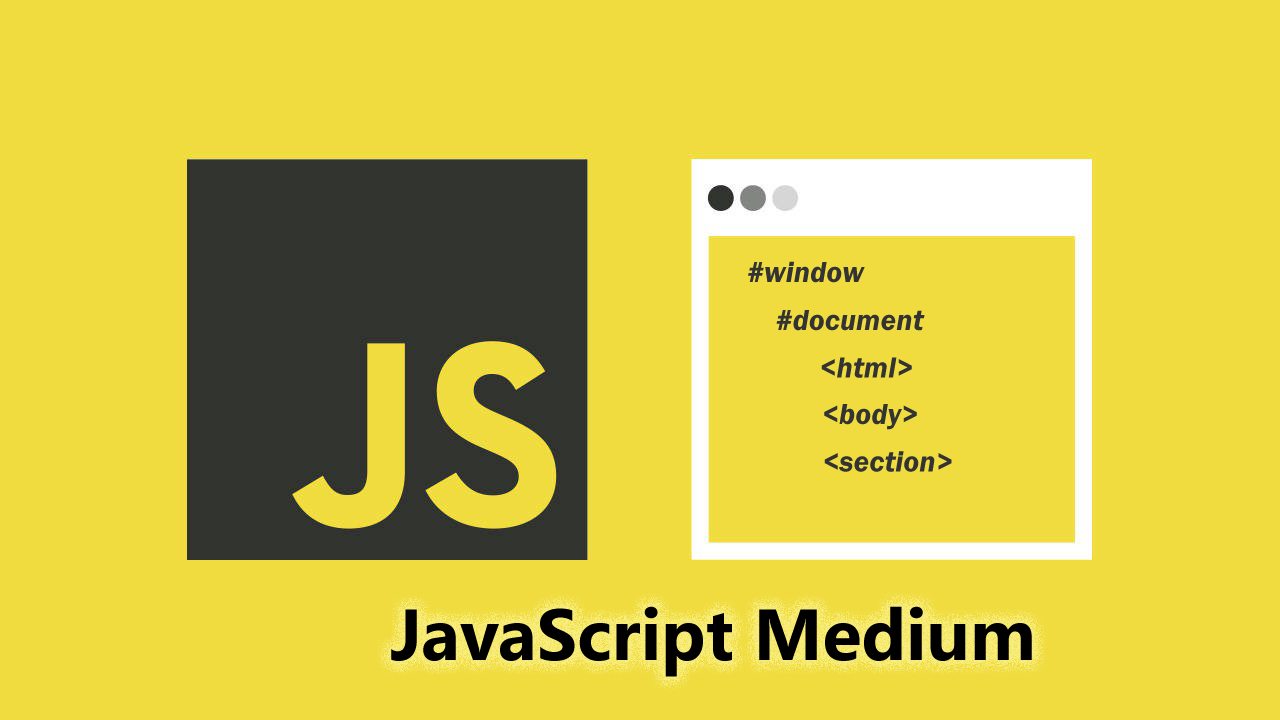 JS
#window
#document
<html>
<body>
<section>
JavaScript Medium